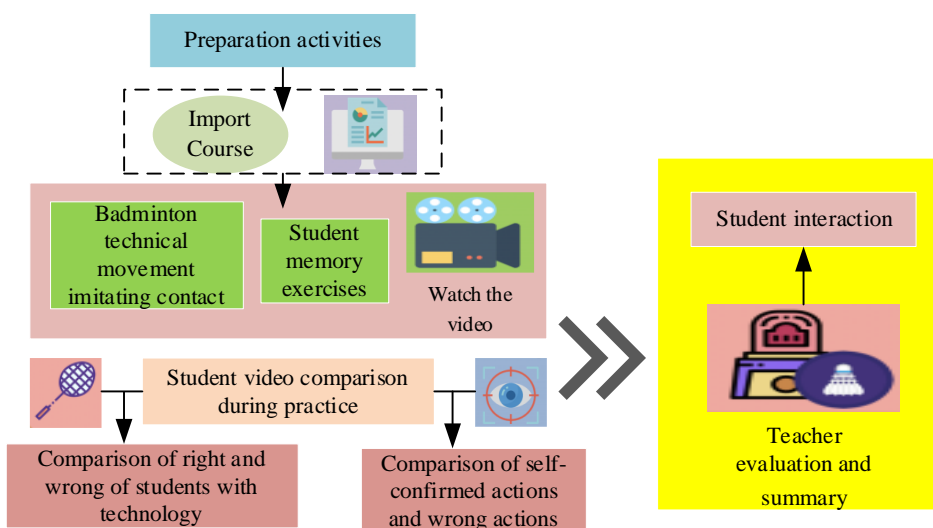 Preparation activities
Import
Course
Badminton
technical
movement
imitating contact
Student
memory
exercises
Watch the
video
Student video comparison
during practice
Comparison of right and
wrong of students with
technology
Comparison of self-
confirmed actions
and wrong actions
Student interaction
Teacher
evaluation and
summary